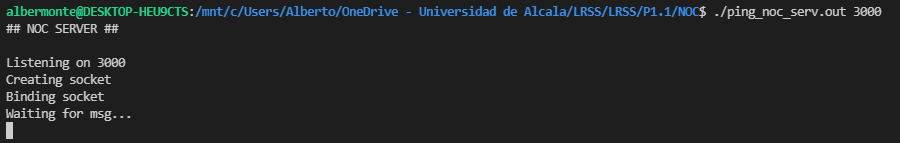 albermonte@DESKTOP-HEU9CTS:/mnt/c/Users/Alberto/OneDrive - Universidad de Alcala/LRSS/LRSS/P1.1/NOC$ ./ping_noc_serv.out 3000
## NOC SERVER ##
Listening on 3000
Creating socket
Binding socket
Waiting for msg...